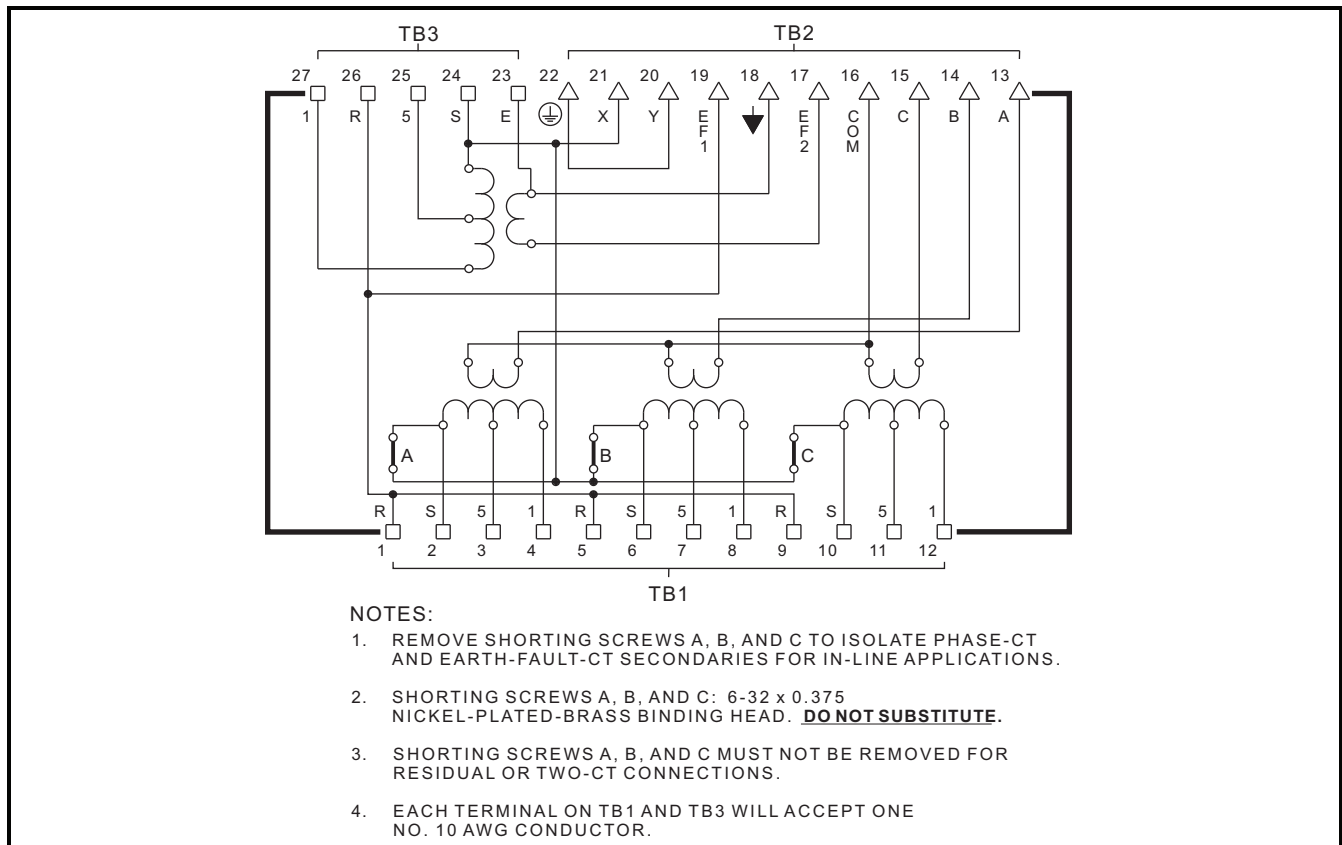 TB3 TB2
27 26 25 24 23 22 21 20 19 18 17 16 15 14 13
1 R 5 S E X Y EF1 EF2 COM C B A
A B C
R S 5 1 R S 5 1 R S 5 1
1 2 3 4 5 6 7 8 9 10 11 12
TB1
NOTES:
1. REMOVE SHORTING SCREWS A, B, AND C TO ISOLATE PHASE-CT
AND EARTH-FAULT-CT SECONDARIES FOR IN-LINE APPLICATIONS.
2. SHORTING SCREWS A, B, AND C: 6-32 x 0.375
NICKEL-PLATED-BRASS BINDING HEAD. DO NOT SUBSTITUTE.
3. SHORTING SCREWS A, B, AND C MUST NOT BE REMOVED FOR
RESIDUAL OR TWO-CT CONNECTIONS.
4. EACH TERMINAL ON TB1 AND TB3 WILL ACCEPT ONE
NO. 10 AWG CONDUCTOR.